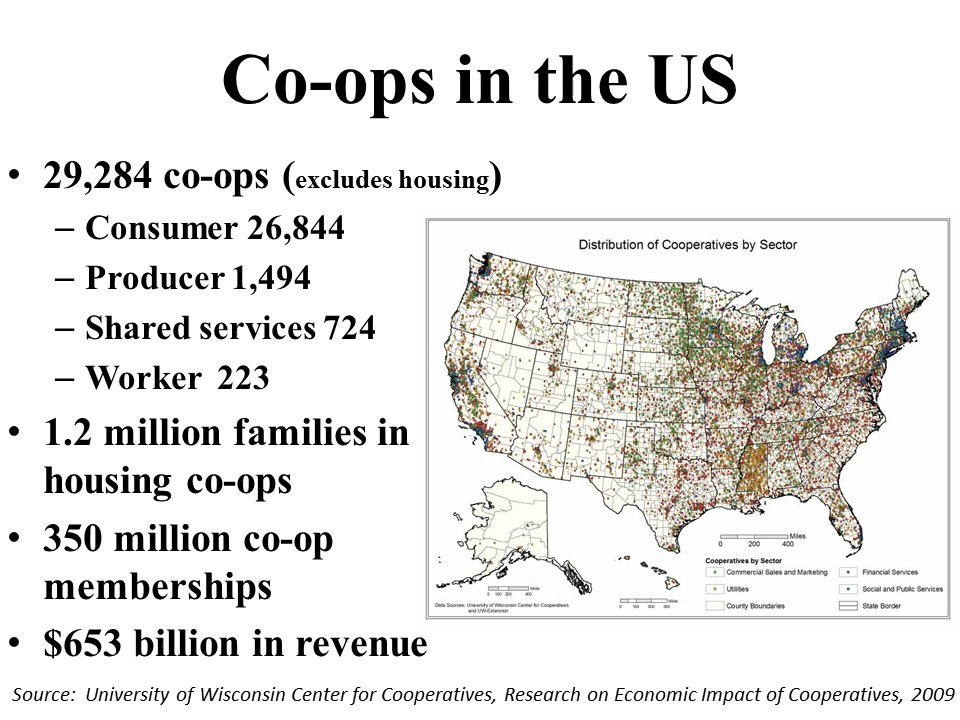 Co-ops in the US
• 29,284 co-ops (excludes housing)
– Consumer 26,844
– Producer 1,494
– Shared services 724
– Worker 223
• 1.2 million families in
housing co-ops
• 350 million co-op
memberships
• $653 billion in revenue
Distribution of Cooperatives by Sector
Miles
0 200 400
Cooperatives by Sector
Commercial Sales and Marketing
Financial Services
Utilities
Social and Public Services
County Boundaries
State Border
Miles
Miles
Data Sources: University of Wisconsin Center for Cooperatives
and UW-Extension
Source: University of Wisconsin Center for Cooperatives, Research on Economic Impact of Cooperatives, 2009